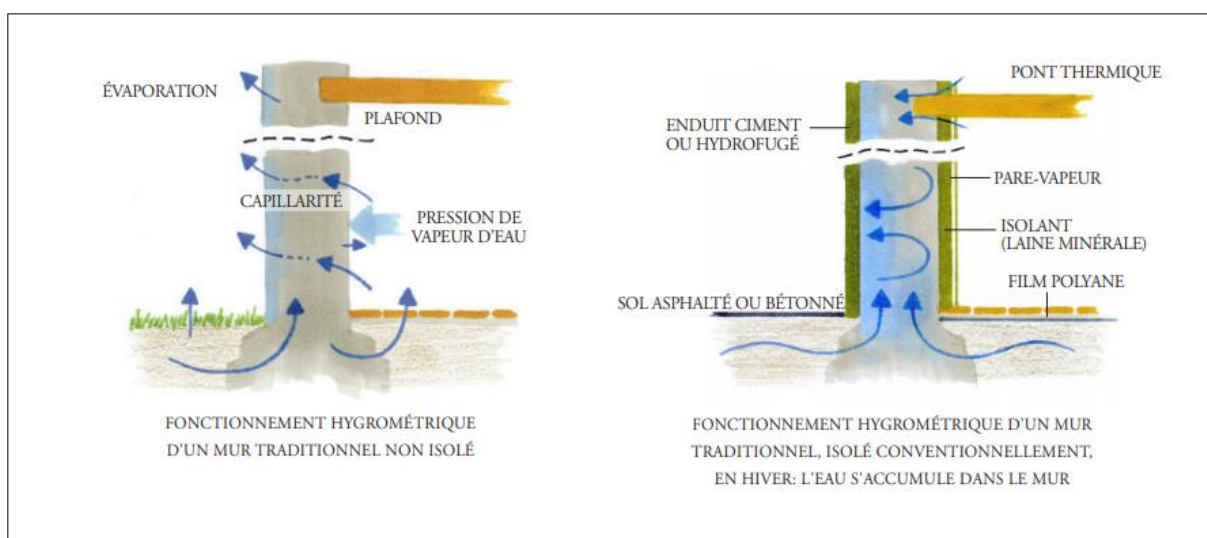 ÉVAPORATION
PLAFOND
CAPILLARITÉ
PRESSION DE
VAPEUR D'EAU
FONCTIONNEMENT HYGROMÉTRIQUE
D'UN MUR TRADITIONNEL NON ISOLÉ
PONT THERMIQUE
ENDUIT CIMENT
OU HYDROFUGÉ
PARE-VAPEUR
ISOLANT
(LAINE MINÉRALE)
FILM POLYANE
SOL ASPHALTÉ OU BÉTONNÉ
FONCTIONNEMENT HYGROMÉTRIQUE D'UN MUR
TRADITIONNEL, ISOLÉ CONVENTIONNELLEMENT,
EN HIVER: L'EAU S'ACCUMULE DANS LE MUR